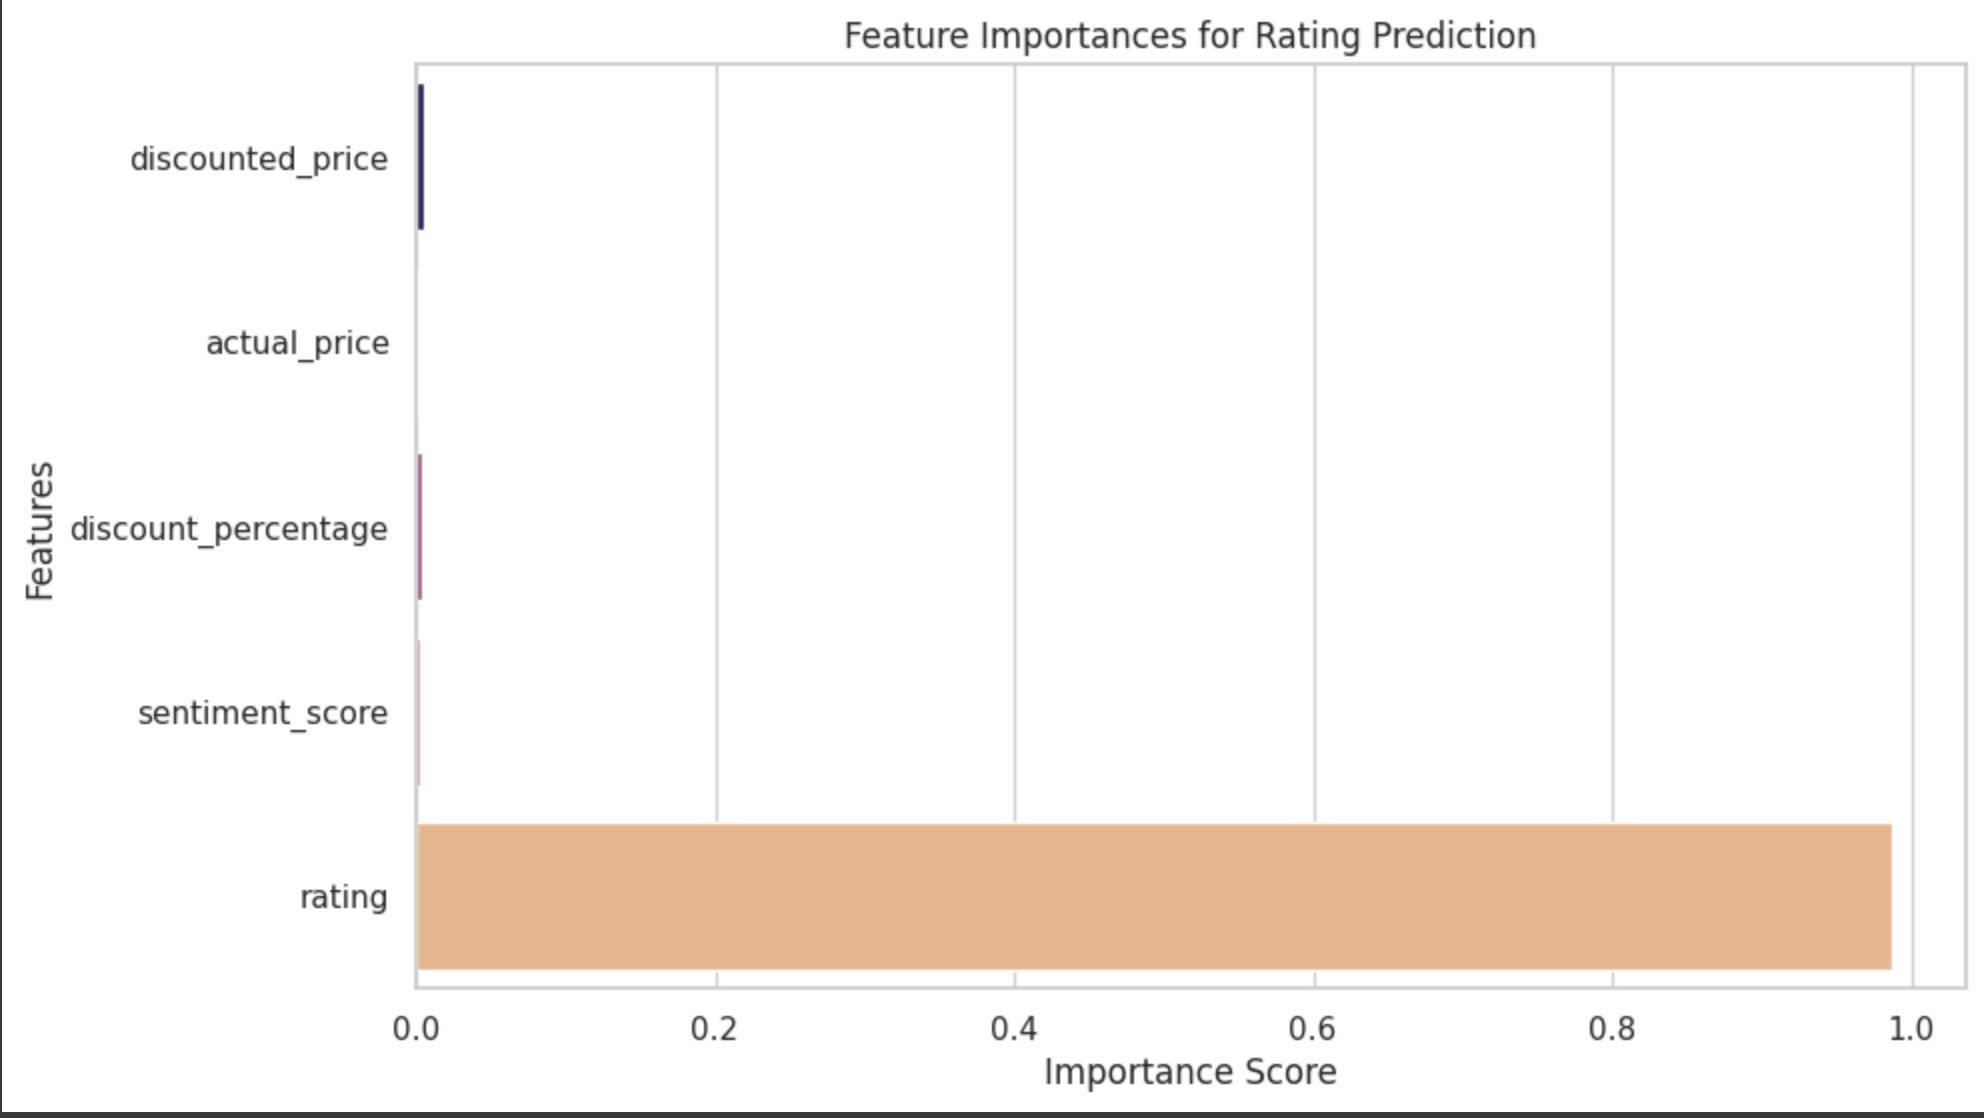 Feature Importances for Rating Prediction
discounted_price
actual_price
discount_percentage
sentiment_score
rating
Features
0.0 0.2 0.4 0.6 0.8 1.0
Importance Score